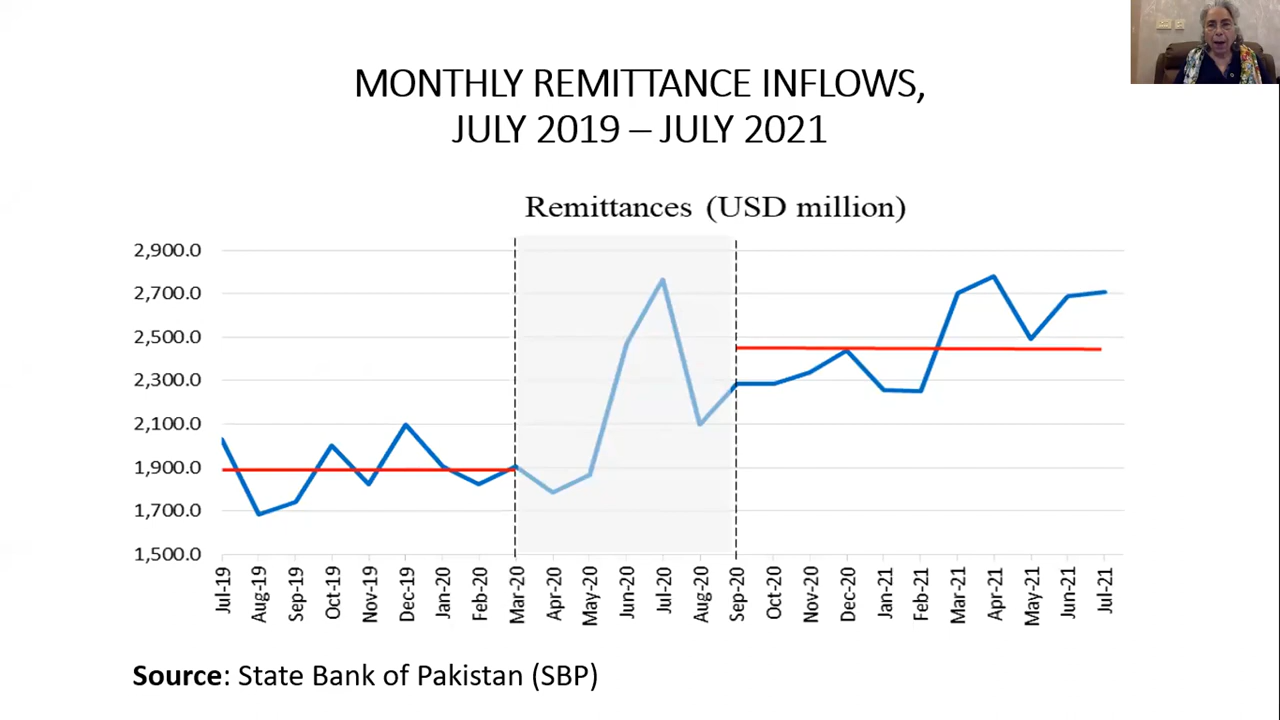 MONTHLY REMITTANCE INFLOWS,
JULY 2019 – JULY 2021
Remittances (USD million)
2,900.0
2,700.0
2,500.0
2,300.0
2,100.0
1,900.0
1,700.0
1,500.0
Jul-19
Aug-19
Sep-19
Oct-19
Nov-19
Dec-19
Jan-20
Feb-20
Mar-20
Apr-20
May-20
Jun-20
Jul-20
Aug-20
Sep-20
Oct-20
Nov-20
Dec-20
Jan-21
Feb-21
Mar-21
Apr-21
May-21
Jun-21
Jul-21
Source: State Bank of Pakistan (SBP)